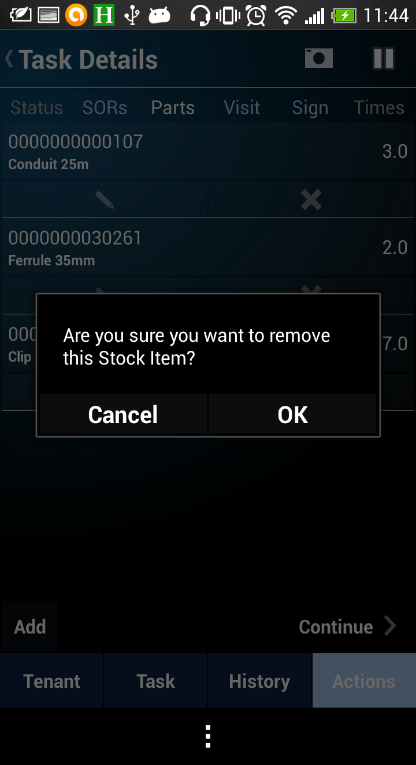 H 11:44
Task Details
Status SORs Parts Visit Sign Times
0000000000107
Conduit 25m
3.0
0000000030261
Ferrule 35mm
2.0
000
Clip
7.0
Are you sure you want to remove
this Stock Item?
Cancel OK
Add Continue
Tenant Task History Actions